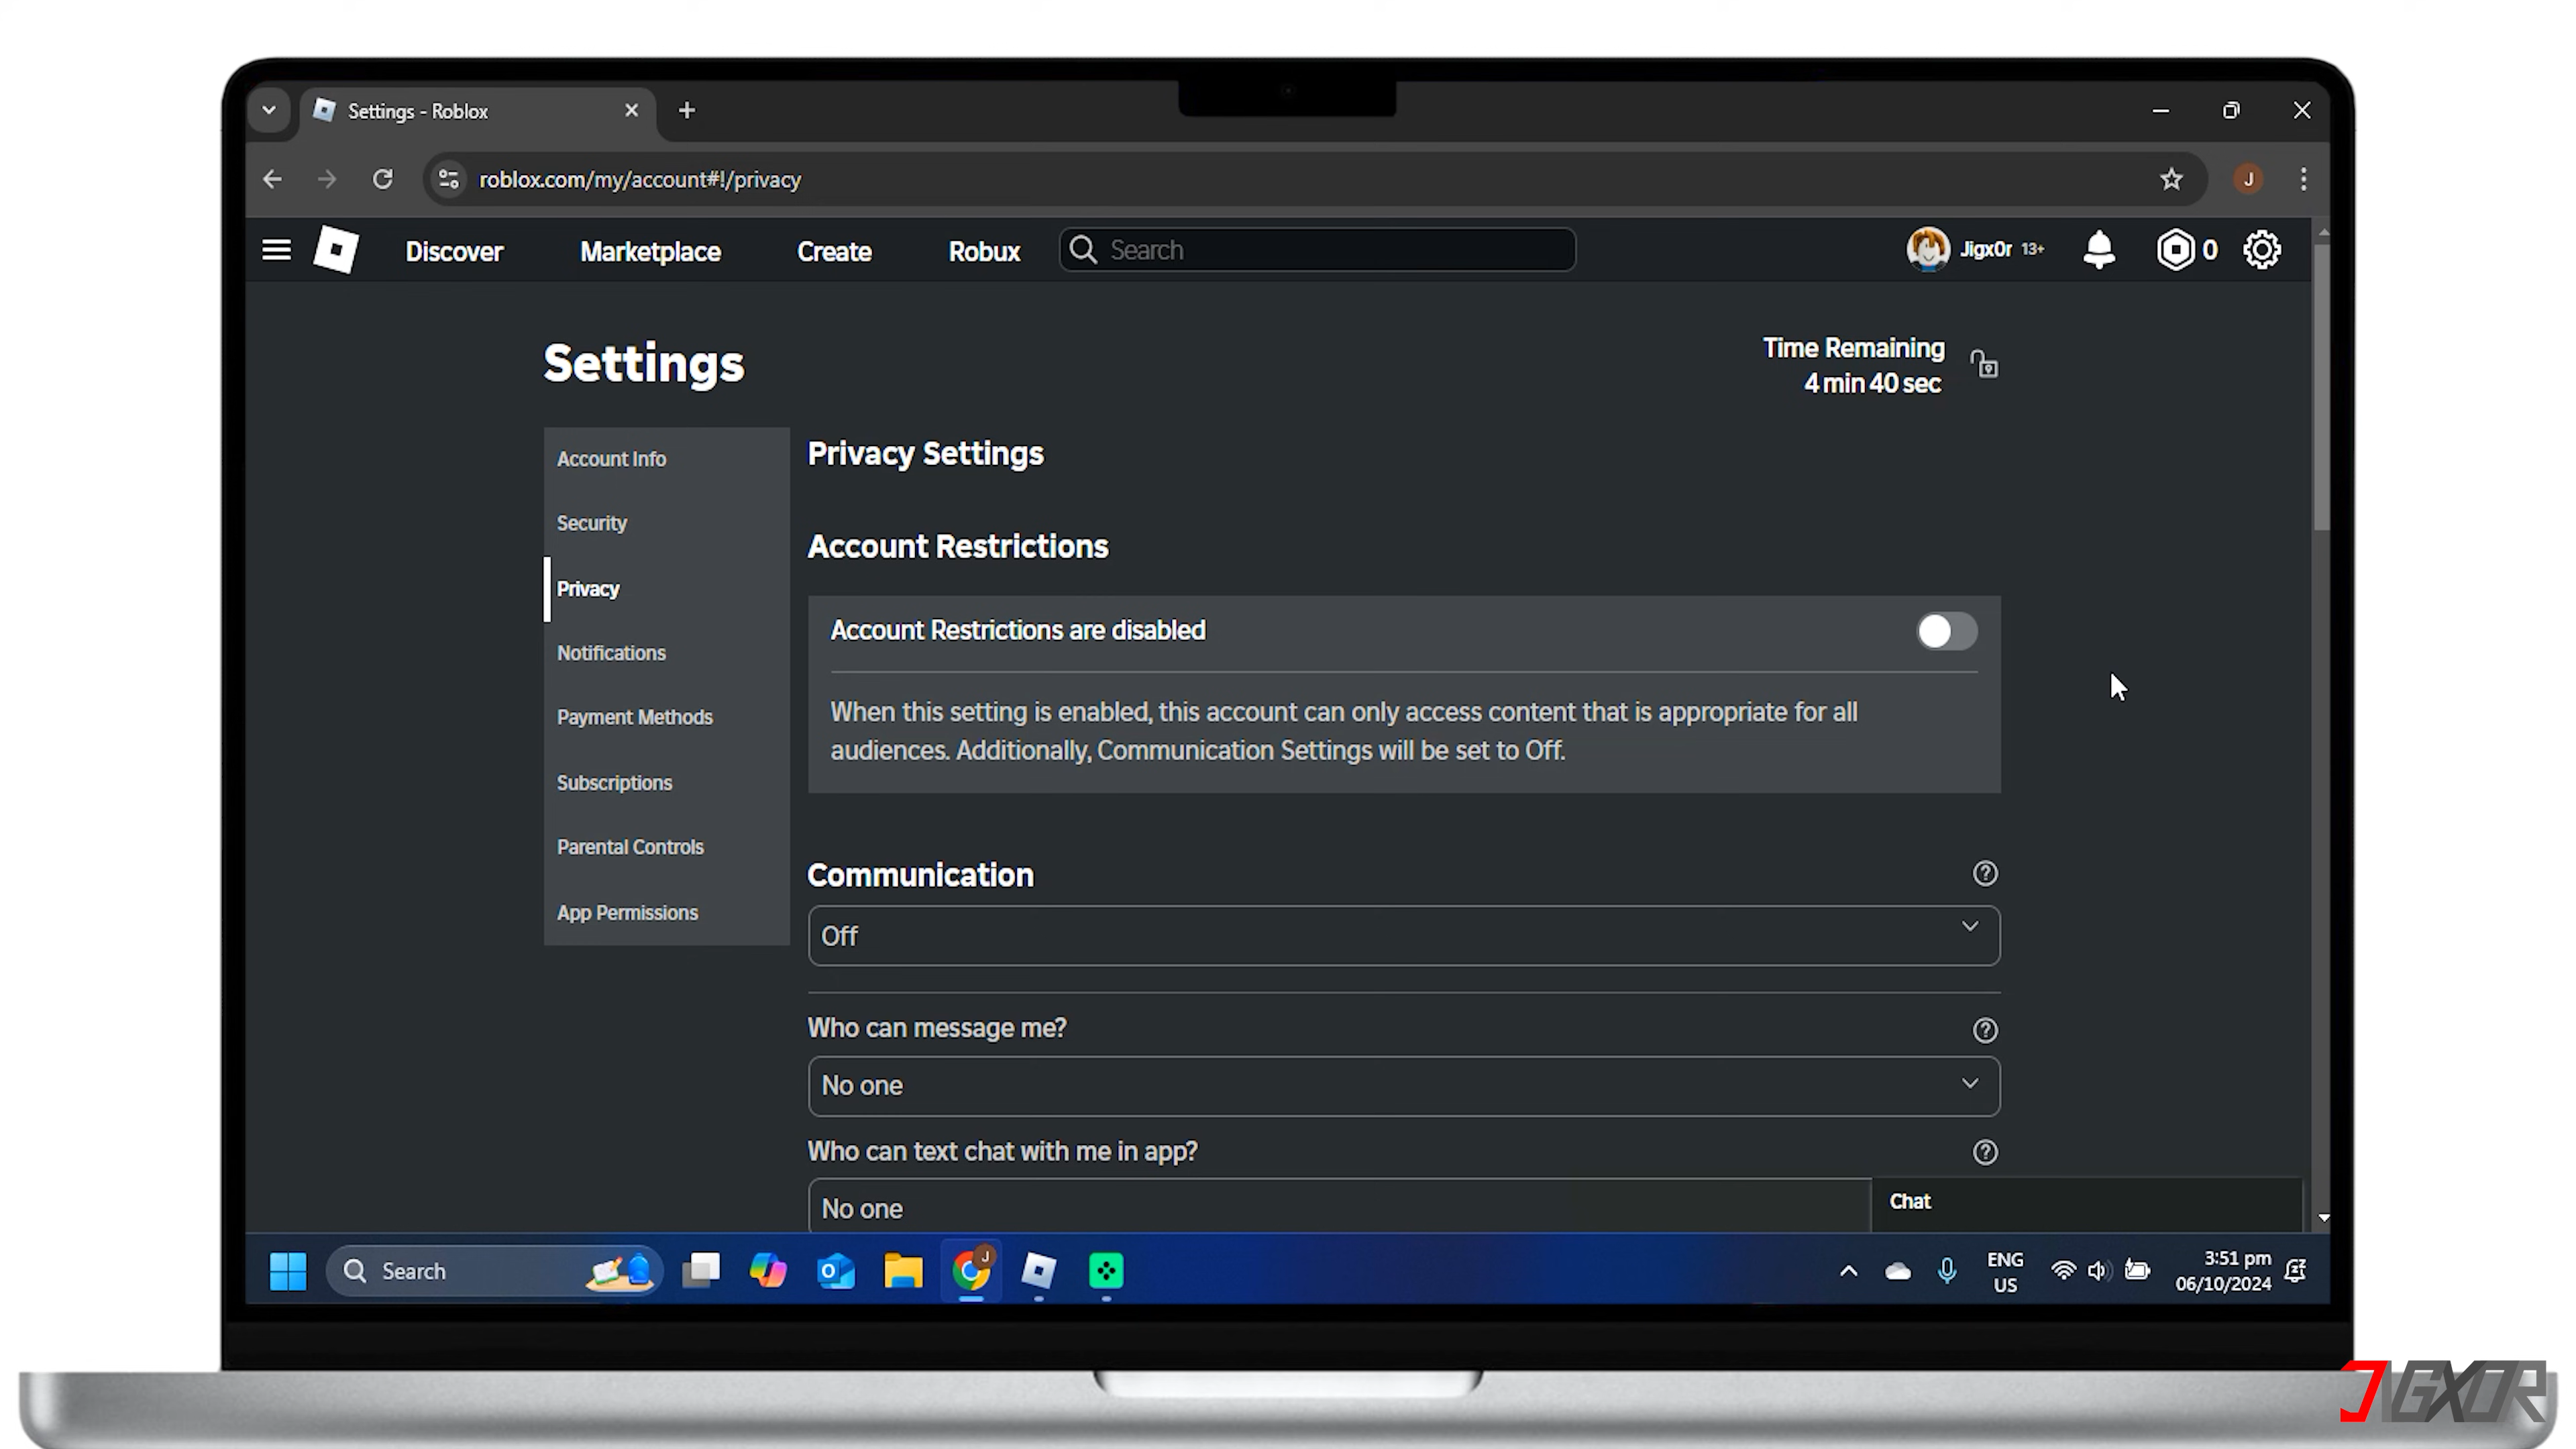 Settings - Roblox
roblox.com/my/account#!/privacy
J
Discover
Marketplace
Create
Robux
Search
Jigx0r 13+
0
Settings
Time Remaining
4 min 40 sec
Account Info
Security
Privacy
Notifications
Payment Methods
Subscriptions
Parental Controls
App Permissions
Privacy Settings
Account Restrictions
Account Restrictions are disabled
When this setting is enabled, this account can only access content that is appropriate for all
audiences. Additionally, Communication Settings will be set to Off.
Communication
Off
Who can message me?
No one
Who can text chat with me in app?
No one
Chat
Search
J
ENG
US
3:51 pm
06/10/2024
JIGXOR